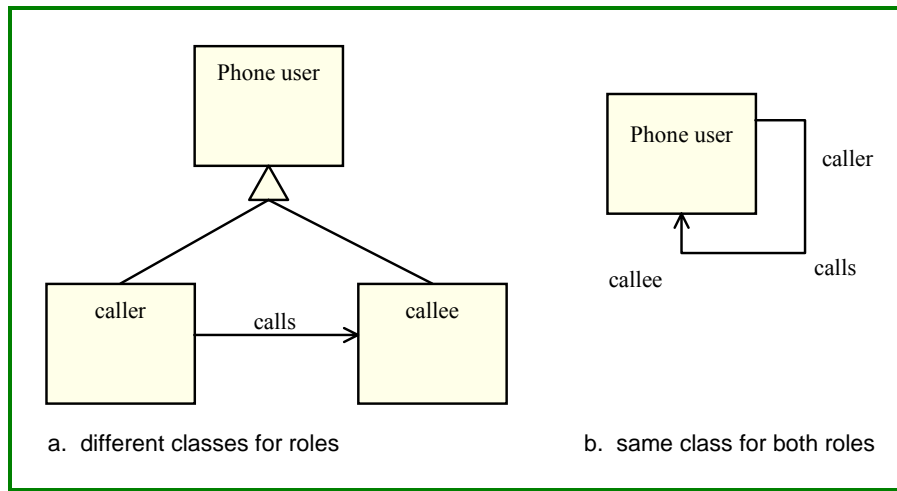 Phone user
caller
calls
callee
a. different classes for roles
Phone user
caller
calls
callee
b. same class for both roles